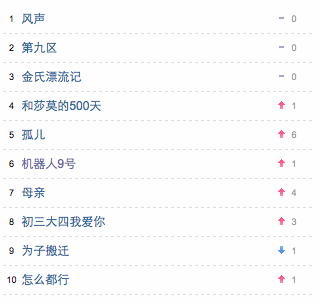 1 风声 0
2 第九区 0
3 金氏漂流记 0
4 和莎莫的500天 1
5 孤儿 6
6 机器人9号 1
7 母亲 4
8 初三大四我爱你 3
9 为子搬迁 1
10 怎么都行 1